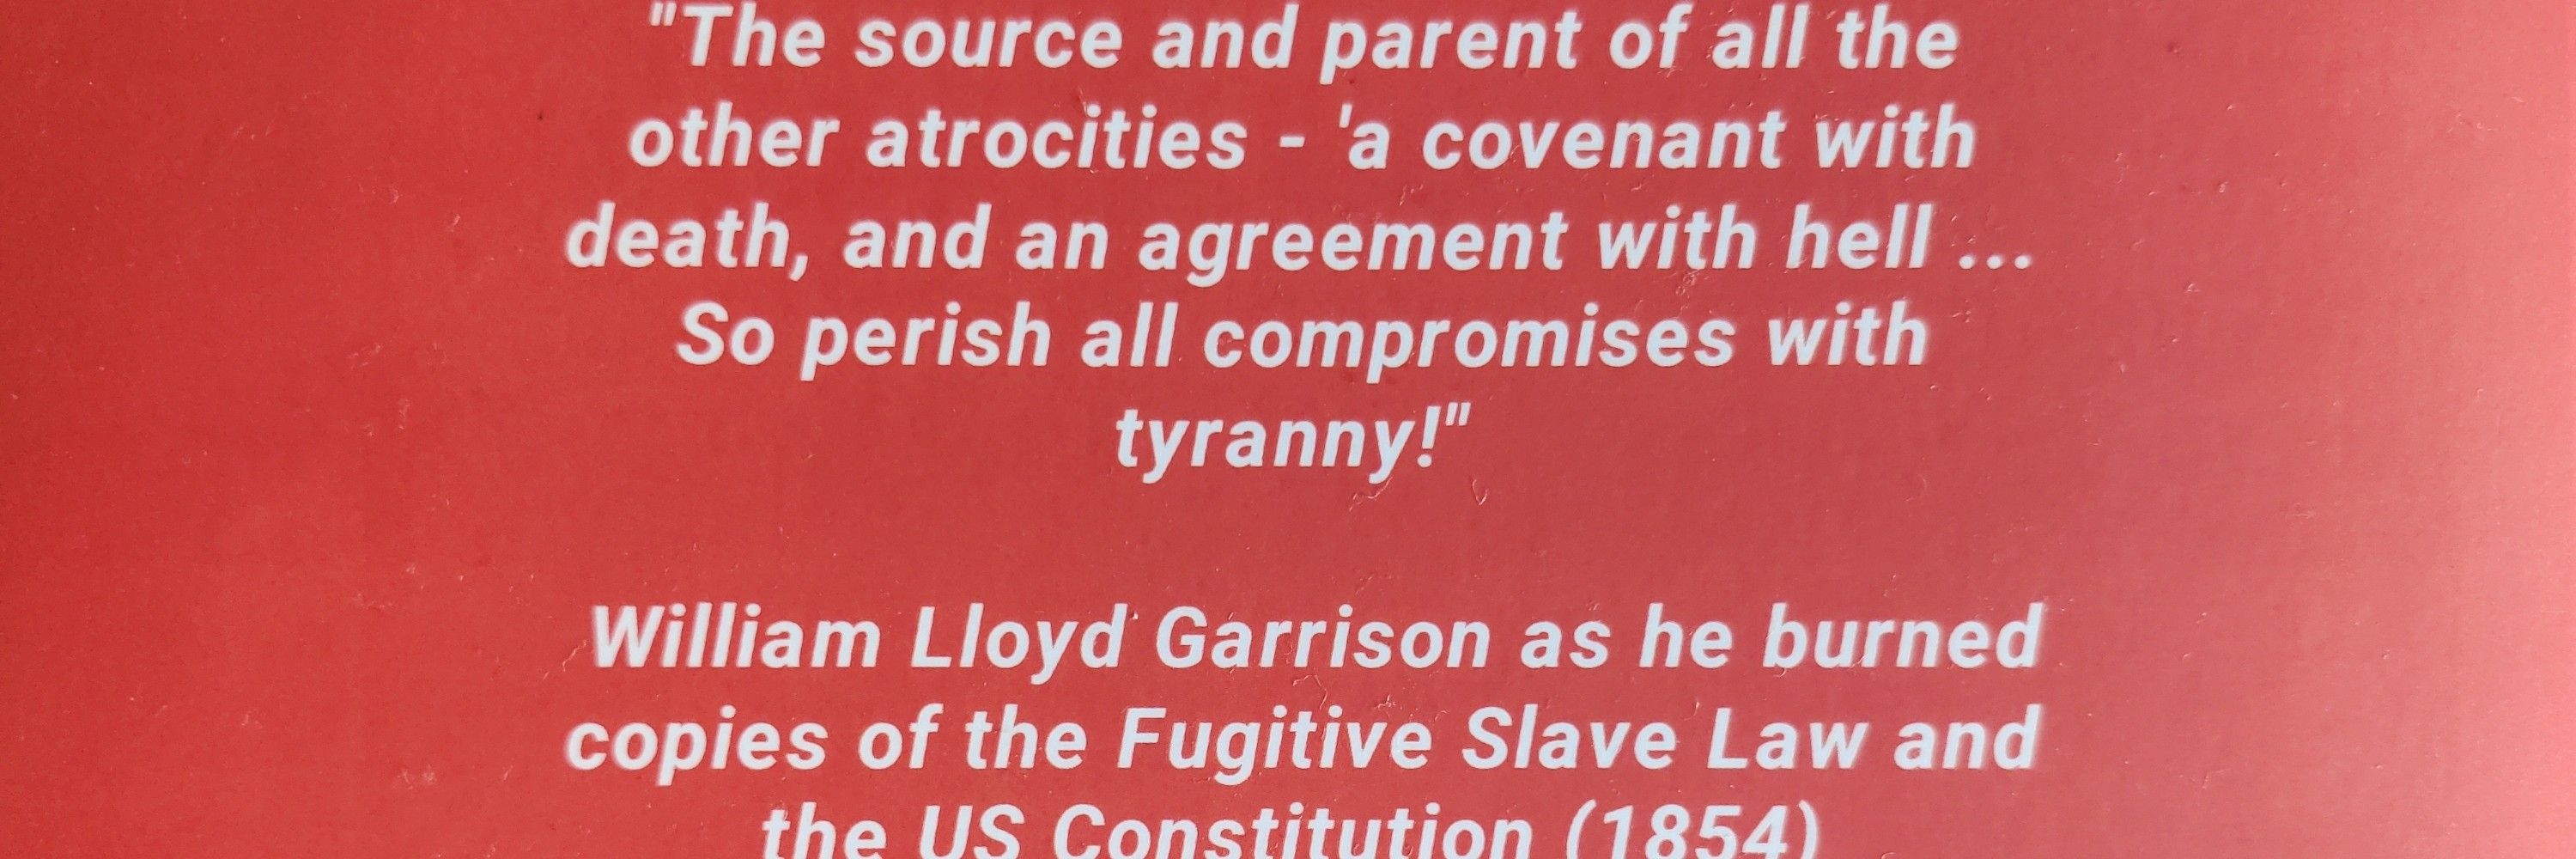 "The source and parent of all the
other atrocities - 'a covenant with
death, and an agreement with hell ...
So perish all compromises with
tyranny!"
William Lloyd Garrison as he burned
copies of the Fugitive Slave Law and
the US Constitution (1854)